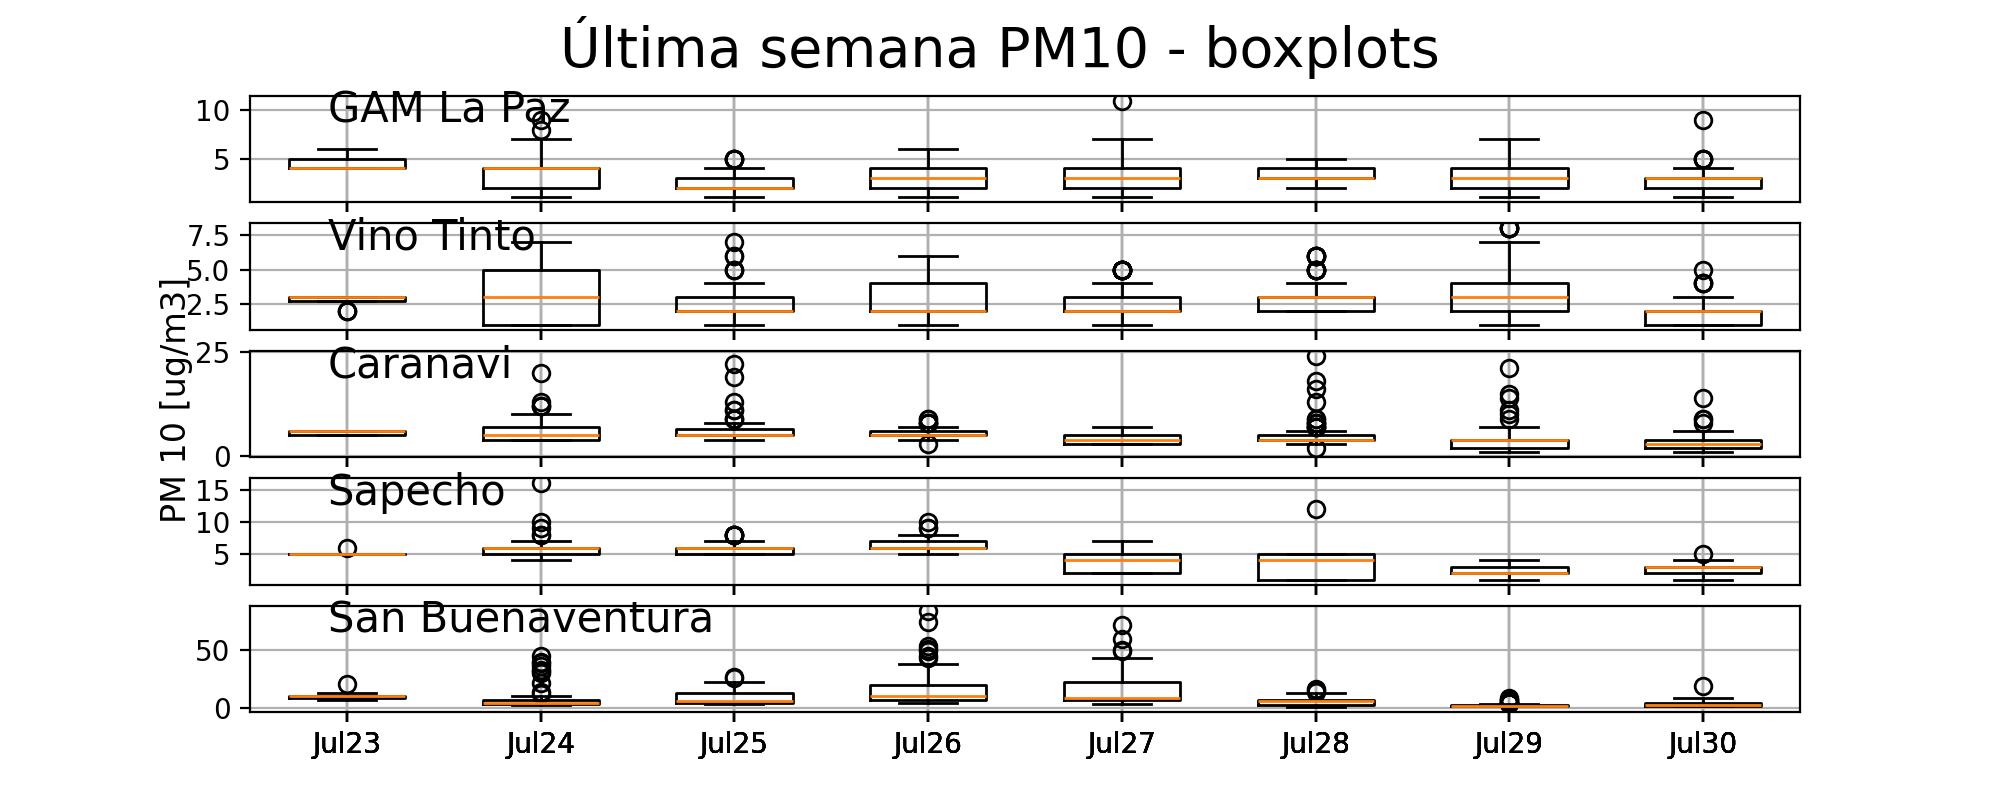 Última semana PM10 - boxplots
GAM La Paz
10
5
Vino Tinto
7.5
5.0
2.5
PM 10 [ug/m3]
Caranavi
25
0
Sapecho
15
10
5
San Buenaventura
50
0
Jul23 Jul24 Jul25 Jul26 Jul27 Jul28 Jul29 Jul30